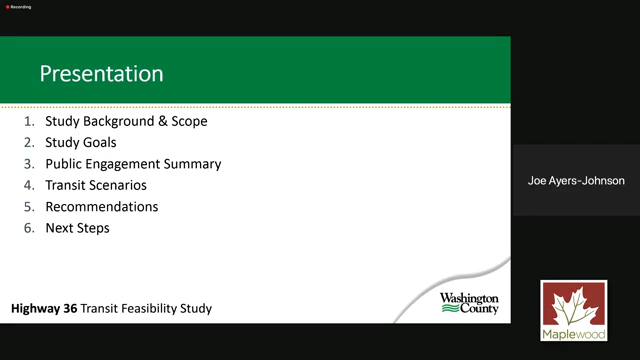 Recording
Presentation
1. Study Background & Scope
2. Study Goals
3. Public Engagement Summary
4. Transit Scenarios
5. Recommendations
6. Next Steps
Joe Ayers-Johnson
Highway 36 Transit Feasibility Study
Washington
County
Maplewood